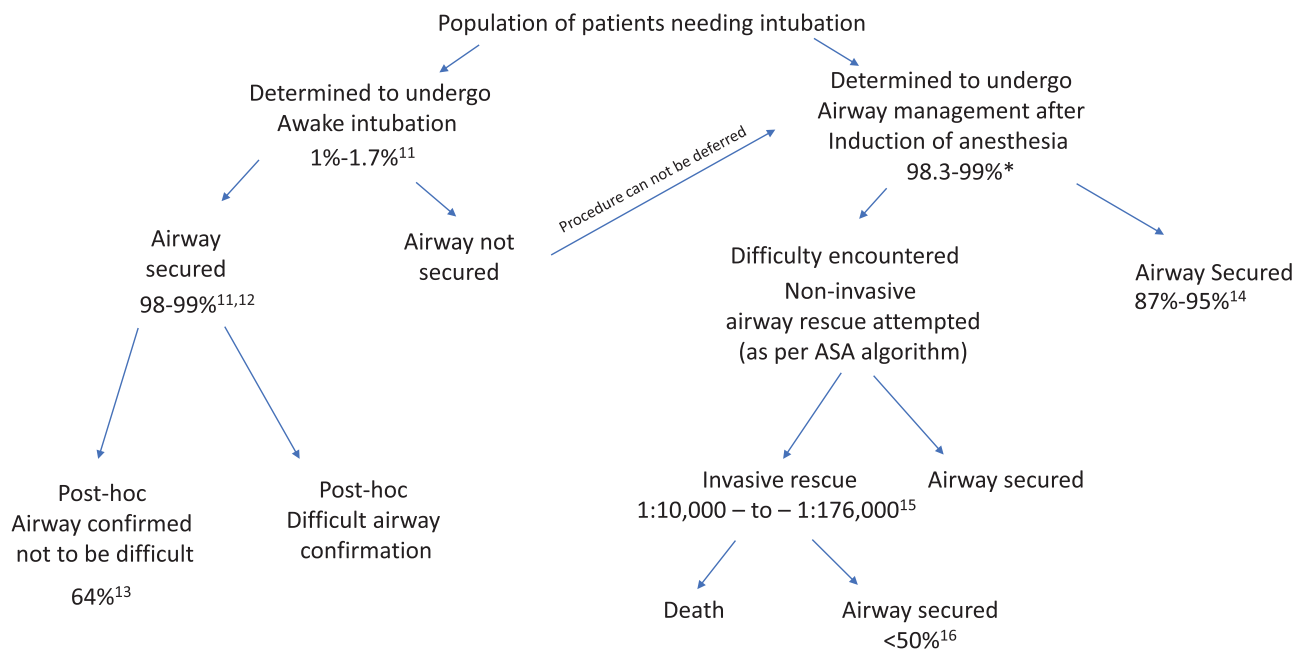 Population of patients needing intubation
Determined to undergo
Awake intubation
1%-1.7%11
Determined to undergo
Airway management after
Induction of anesthesia
98.3-99%*
Procedure can not be deferred
Airway
secured
98-99%11,12
Airway not
secured
Difficulty encountered
Non-invasive
airway rescue attempted
(as per ASA algorithm)
Airway Secured
87%-95%14
Post-hoc
Airway confirmed
not to be difficult
64%13
Post-hoc
Difficult airway
confirmation
Invasive rescue
1:10,000 – to – 1:176,00015
Airway secured
Death
Airway secured
<50%16